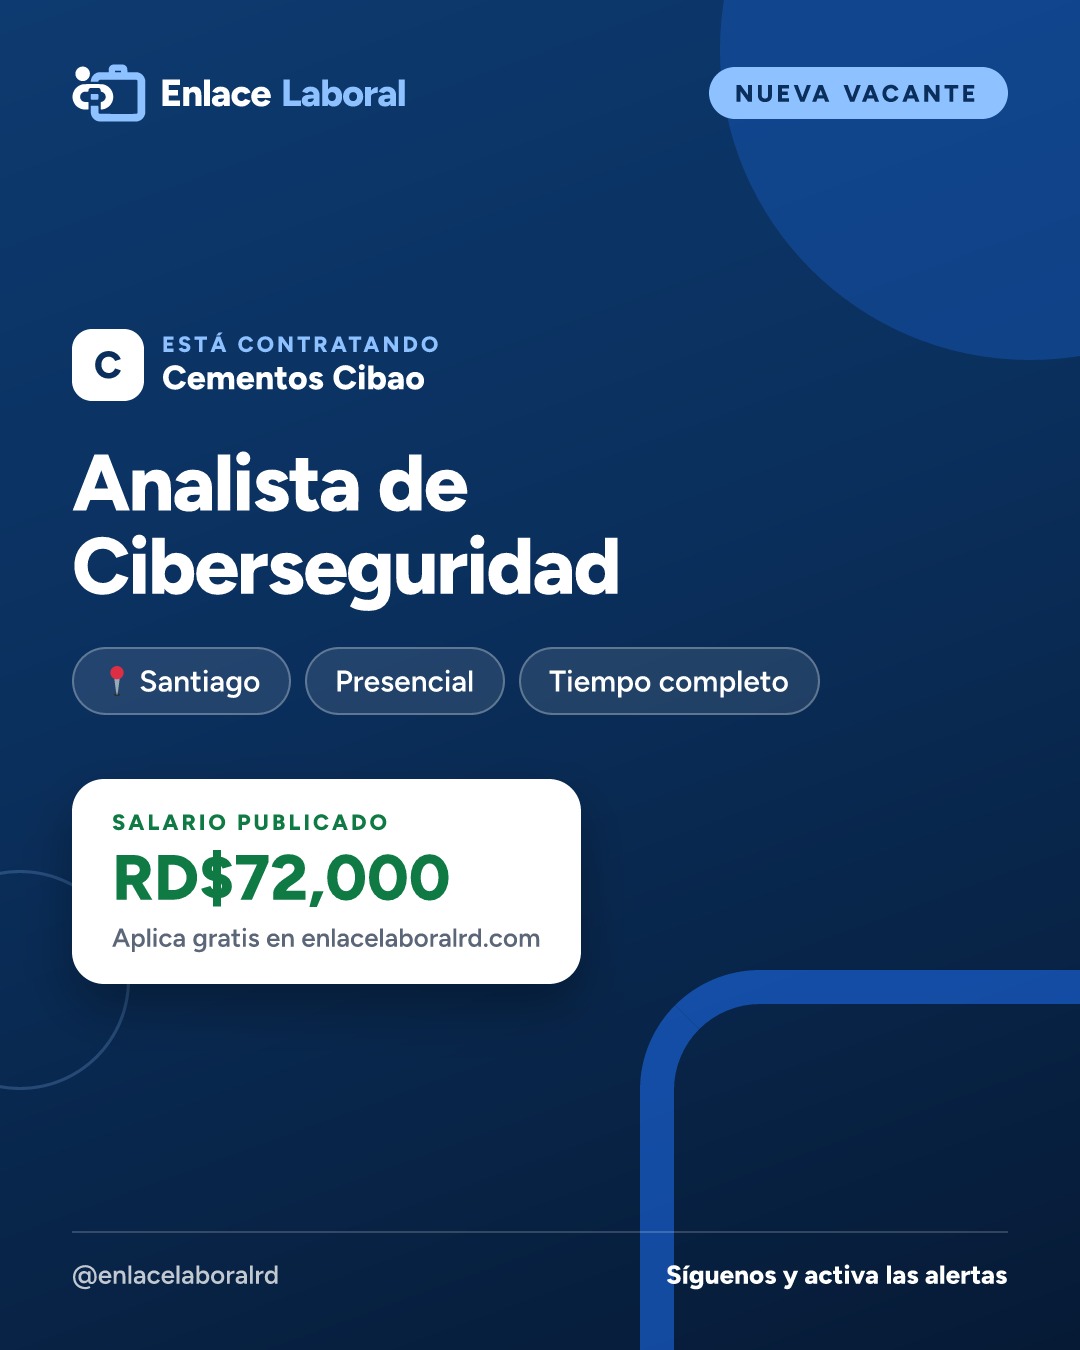 Enlace Laboral
NUEVA VACANTE
C
ESTÁ CONTRATANDO
Cementos Cibao
Analista de
Ciberseguridad
📍 Santiago
Presencial
Tiempo completo
SALARIO PUBLICADO
RD$72,000
Aplica gratis en enlacelaboralrd.com
@enlacelaboralrd
Síguenos y activa las alertas